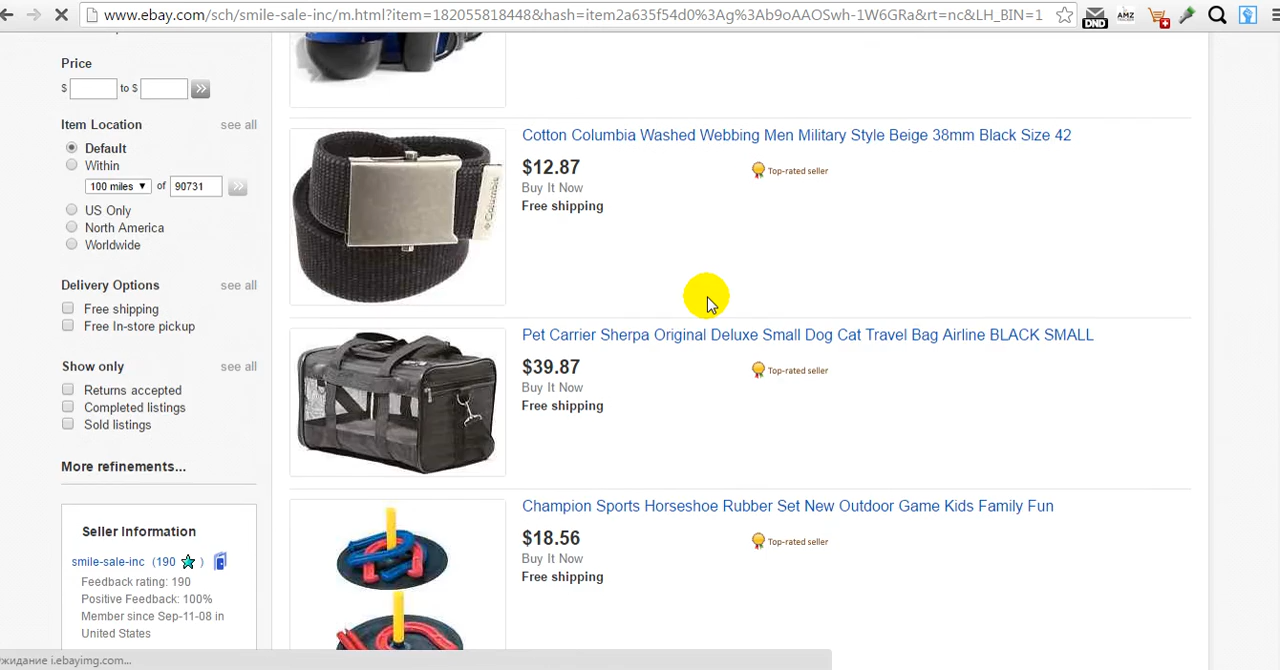 www.ebay.com/sch/smile-sale-inc/m.html?item=182055818448&hash=item2a635f54d0%3Ag%3Ab9oAAOSwh-1W6GRa&rt=nc&LH_BIN=1
DND
AMZ
Price
$ to $
Item Location see all
Default
Within
100 miles ▼ of 90731
US Only
North America
Worldwide
Delivery Options see all
Free shipping
Free In-store pickup
Show only see all
Returns accepted
Completed listings
Sold listings
More refinements...
Seller Information
smile-sale-inc (190 )
Feedback rating: 190
Positive Feedback: 100%
Member since Sep-11-08 in
United States
Cotton Columbia Washed Webbing Men Military Style Beige 38mm Black Size 42
$12.87
Top-rated seller
Buy It Now
Free shipping
Columbia
Pet Carrier Sherpa Original Deluxe Small Dog Cat Travel Bag Airline BLACK SMALL
$39.87
Top-rated seller
Buy It Now
Free shipping
Champion Sports Horseshoe Rubber Set New Outdoor Game Kids Family Fun
$18.56
Top-rated seller
Buy It Now
Free shipping
i.ebayimg.com...